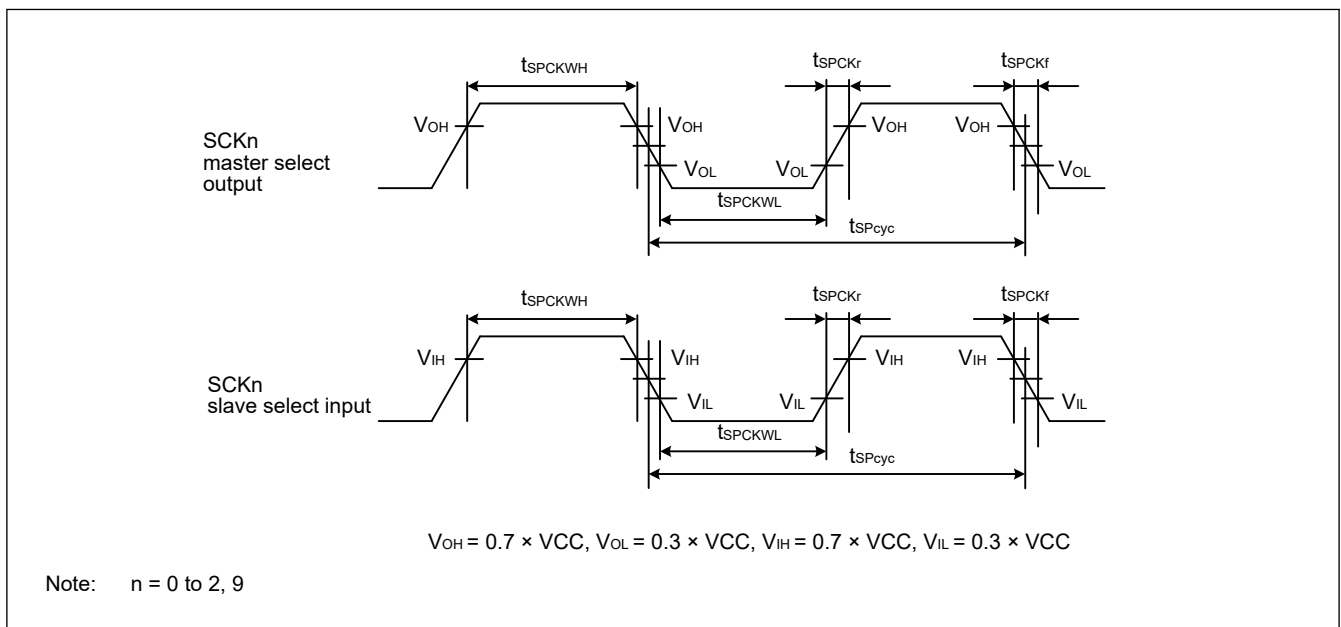 tSPCKWH
tSPCKr
tSPCKf
SCKn
master select
output
VOH
VOH
VOL
VOL
VOH
VOH
VOL
tSPCKWL
tSPcyc
tSPCKWH
tSPCKr
tSPCKf
SCKn
slave select input
VIH
VIH
VIL
VIL
VIH
VIH
VIL
tSPCKWL
tSPcyc
VOH = 0.7 × VCC, VOL = 0.3 × VCC, VIH = 0.7 × VCC, VIL = 0.3 × VCC
Note: n = 0 to 2, 9